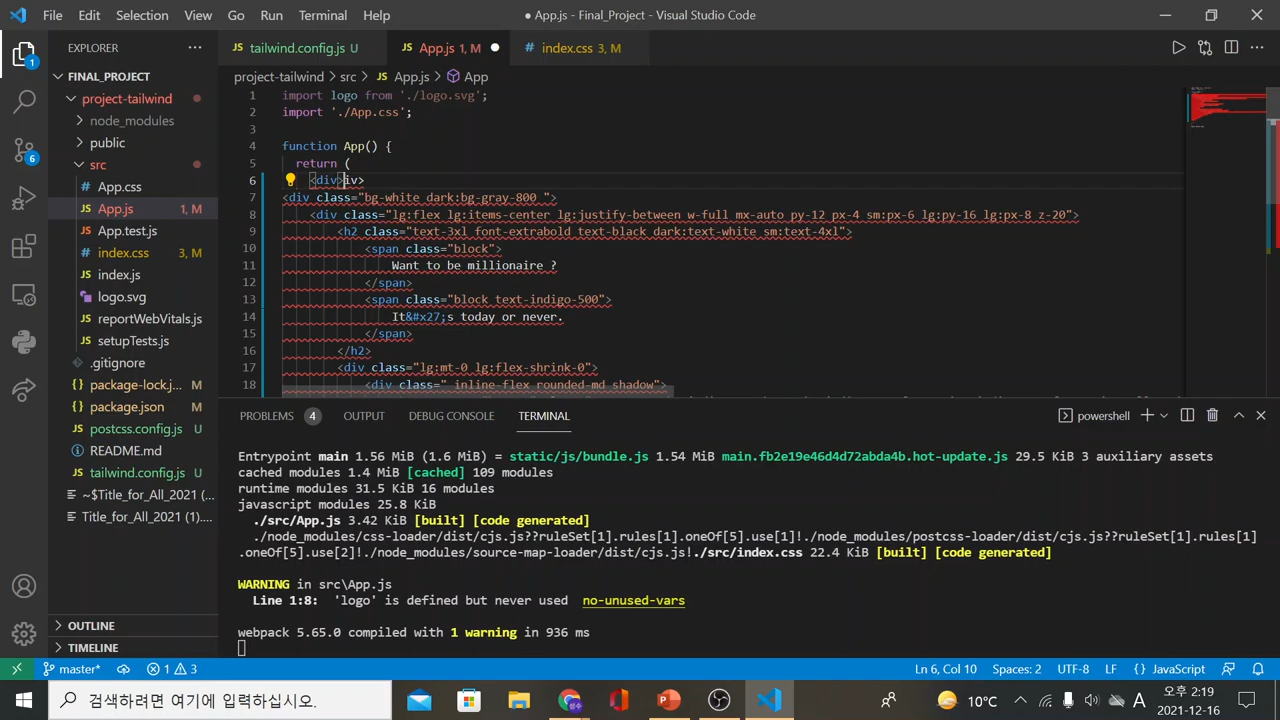 File Edit Selection View Go Run Terminal Help
● App.js - Final_Project - Visual Studio Code
EXPLORER ···
tailwind.config.js U
App.js 1, M ●
# index.css 3, M
FINAL_PROJECT
project-tailwind
node_modules
public
src
App.css
App.js 1, M
App.test.js
index.css 3, M
index.js
logo.svg
reportWebVitals.js
setupTests.js
.gitignore
package-lock.j... M
package.json M
postcss.config.js U
README.md
tailwind.config.js U
~$Title_for_All_2021 (...
Title_for_All_2021 (1)....
OUTLINE
TIMELINE
project-tailwind > src > JS App.js > App
1 import logo from './logo.svg';
2 import './App.css';
3
4 function App() {
5 return (
6 <div>iv>
7 <div class="bg-white dark:bg-gray-800 ">
8 <div class="lg:flex lg:items-center lg:justify-between w-full mx-auto py-12 px-4 sm:px-6 lg:py-16 lg:px-8 z-20">
9 <h2 class="text-3xl font-extrabold text-black dark:text-white sm:text-4xl">
10 <span class="block">
11 Want to be millionaire ?
12 </span>
13 <span class="block text-indigo-500">
14 It&#x27;s today or never.
15 </span>
16 </h2>
17 <div class="lg:mt-0 lg:flex-shrink-0">
18 <div class=" inline-flex rounded-md shadow">
PROBLEMS 4 OUTPUT DEBUG CONSOLE TERMINAL
powershell
Entrypoint main 1.56 MiB (1.6 MiB) = static/js/bundle.js 1.54 MiB main.fb2e19e46d4d72abda4b.hot-update.js 29.5 KiB 3 auxiliary assets
cached modules 1.4 MiB [cached] 109 modules
runtime modules 31.5 KiB 16 modules
javascript modules 25.8 KiB
./src/App.js 3.42 KiB [built] [code generated]
./node_modules/css-loader/dist/cjs.js??ruleSet[1].rules[1].oneOf[5].use[1]!./node_modules/postcss-loader/dist/cjs.js??ruleSet[1].rules[1]
.oneOf[5].use[2]!./node_modules/source-map-loader/dist/cjs.js!./src/index.css 22.4 KiB [built] [code generated]
WARNING in src\App.js
Line 1:8: 'logo' is defined but never used no-unused-vars
webpack 5.65.0 compiled with 1 warning in 936 ms
master* 1 3
Ln 6, Col 10 Spaces: 2 UTF-8 LF {} JavaScript
검색하려면 여기에 입력하십시오.
10℃
A
오후 2:19
2021-12-16